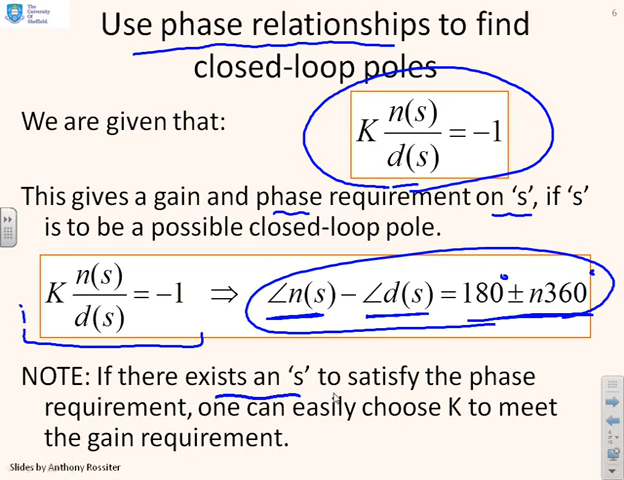 The
University
Of
Sheffield.
6
Use phase relationships to find
closed-loop poles
We are given that:
K n(s)/d(s) = −1
This gives a gain and phase requirement on ‘s’, if ‘s’
is to be a possible closed-loop pole.
K n(s)/d(s) = −1 ⇒ ∠n(s) − ∠d(s) = 180° ± n360°
NOTE: If there exists an ‘s’ to satisfy the phase
requirement, one can easily choose K to meet
the gain requirement.
Slides by Anthony Rossiter